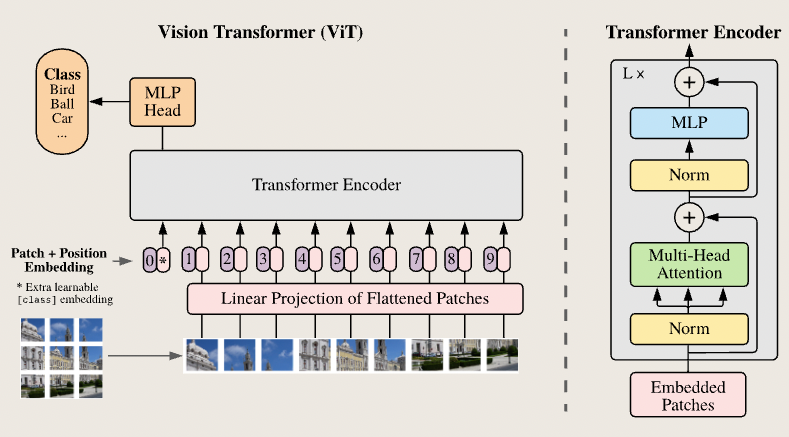 Vision Transformer (ViT)
Class
Bird
Ball
Car
...
MLP
Head
Transformer Encoder
0 * 1 2 3 4 5 6 7 8 9
Patch + Position
Embedding
* Extra learnable
[class] embedding
Linear Projection of Flattened Patches
Transformer Encoder
L ×
+
MLP
Norm
+
Multi-Head
Attention
Norm
Embedded
Patches